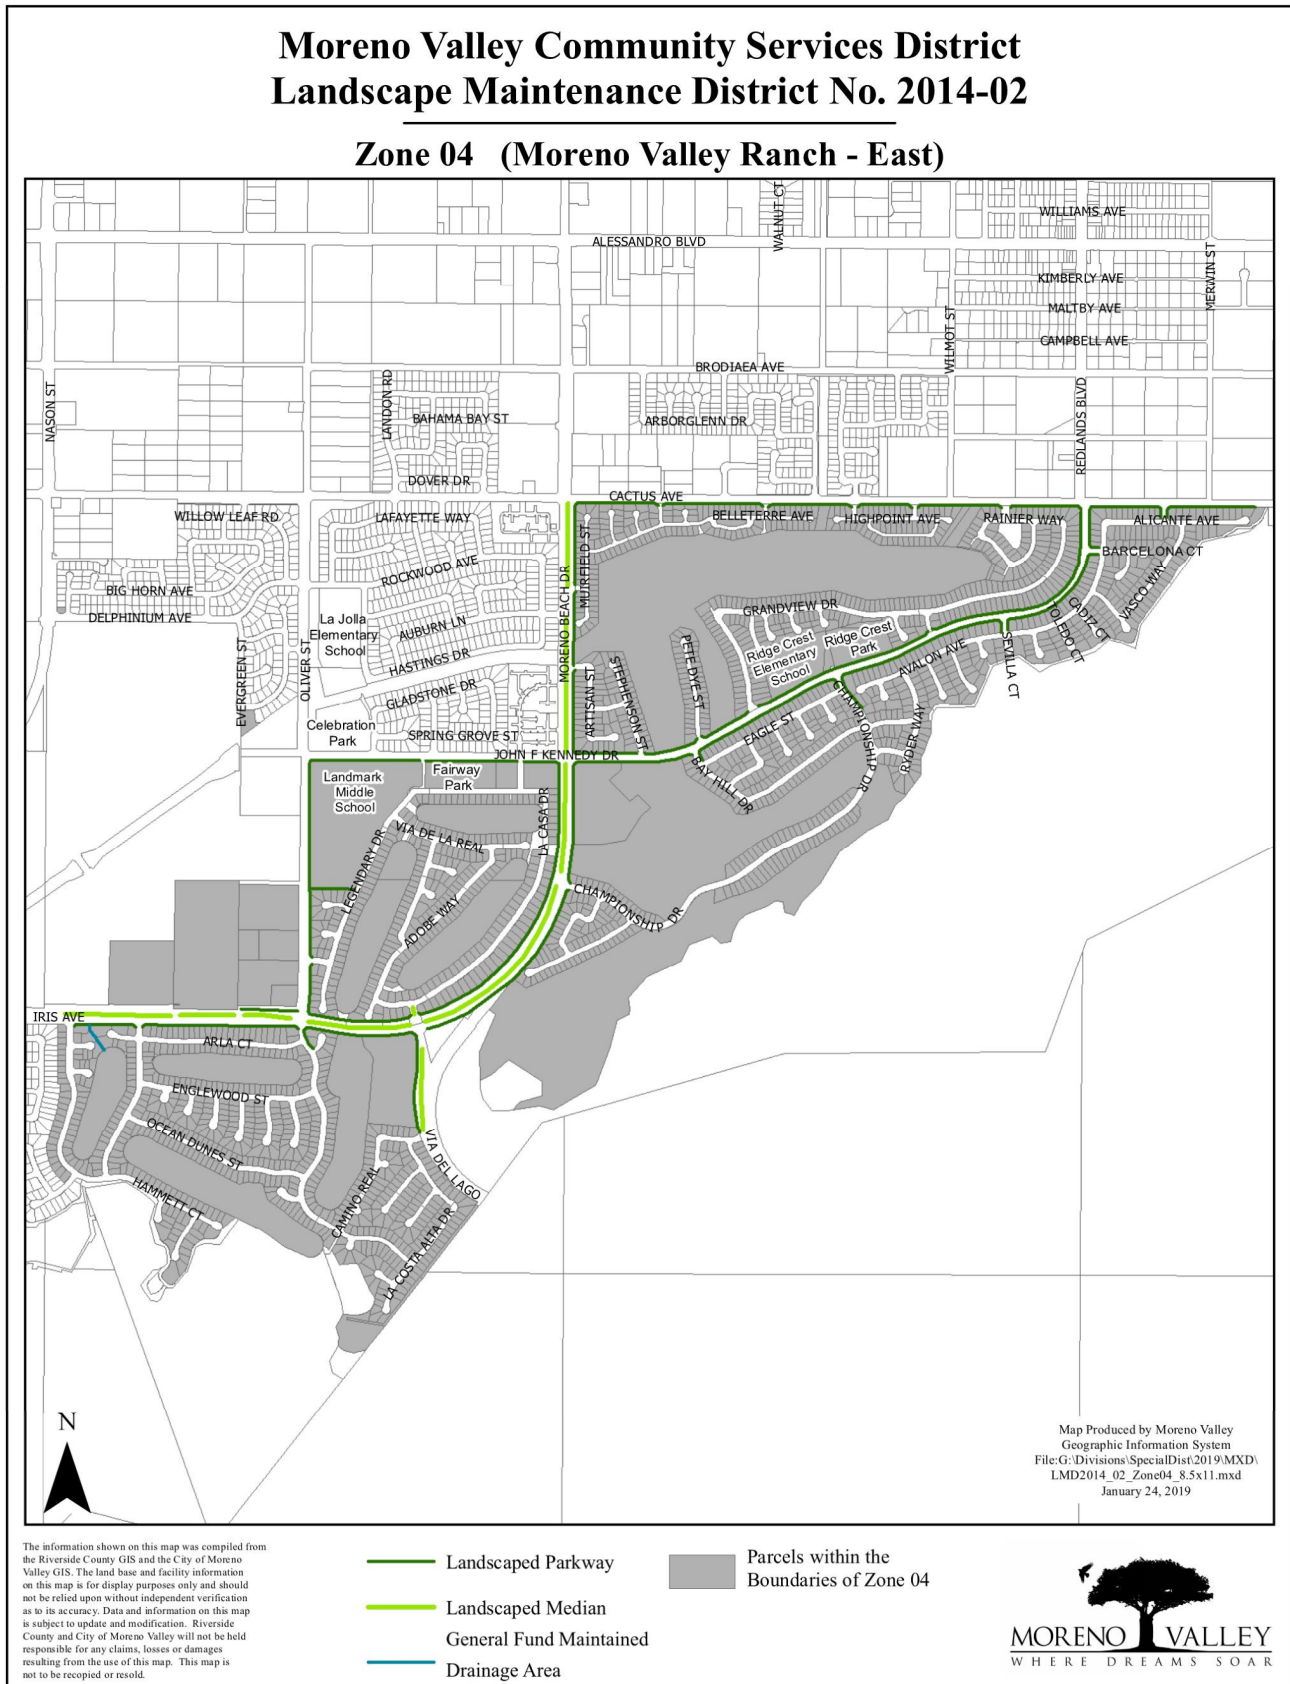 Moreno Valley Community Services District
Landscape Maintenance District No. 2014-02
Zone 04 (Moreno Valley Ranch - East)
WALNUT CT
WILLIAMS AVE
ALESSANDRO BLVD
MERWIN ST
KIMBERLY AVE
MALTBY AVE
WILMOT ST
CAMPBELL AVE
BRODIAEA AVE
NASON ST
LANDON RD
BAHAMA BAY ST
ARBORGLENN DR
REDLANDS BLVD
DOVER DR
CACTUS AVE
WILLOW LEAF RD
LAFAYETTE WAY
BELLETERRE AVE
HIGHPOINT AVE
RAINIER WAY
ALICANTE AVE
MUIRFIELD ST
BARCELONA CT
ROCKWOOD AVE
BIG HORN AVE
MORENO BEACH DR
VASCO WAY
DELPHINIUM AVE
GRANDVIEW DR
CADIZ CT
TOLEDO CT
La Jolla
Elementary
School
AUBURN LN
Ridge Crest
Elementary
School
Ridge Crest
Park
PETE DYE ST
SEVILLA CT
EVERGREEN ST
OLIVER ST
HASTINGS DR
AVALON AVE
STEPHENSON ST
ARTISAN ST
GLADSTONE DR
CHAMPIONSHIP DR
Celebration
Park
SPRING GROVE ST
EAGLE ST
RYDER WAY
JOHN F KENNEDY DR
BAY HILL DR
Landmark
Middle
School
Fairway
Park
LA CASA DR
VIA DE LA REAL
LEGENDARY DR
CHAMPIONSHIP DR
ADOBE WAY
IRIS AVE
ARLA CT
ENGLEWOOD ST
OCEAN DUNES ST
VIA DEL LAGO
HAMMETT CT
CAMINO REAL
LA COSTA ALTA DR
N
Map Produced by Moreno Valley
Geographic Information System
File:G:\Divisions\SpecialDist\2019\MXD\
LMD2014_02_Zone04_8.5x11.mxd
January 24, 2019
The information shown on this map was compiled from
the Riverside County GIS and the City of Moreno
Valley GIS. The land base and facility information
on this map is for display purposes only and should
not be relied upon without independent verification
as to its accuracy. Data and information on this map
is subject to update and modification. Riverside
County and City of Moreno Valley will not be held
responsible for any claims, losses or damages
resulting from the use of this map. This map is
not to be recopied or resold.
Landscaped Parkway
Landscaped Median
General Fund Maintained
Drainage Area
Parcels within the
Boundaries of Zone 04
MORENO VALLEY
WHERE DREAMS SOAR